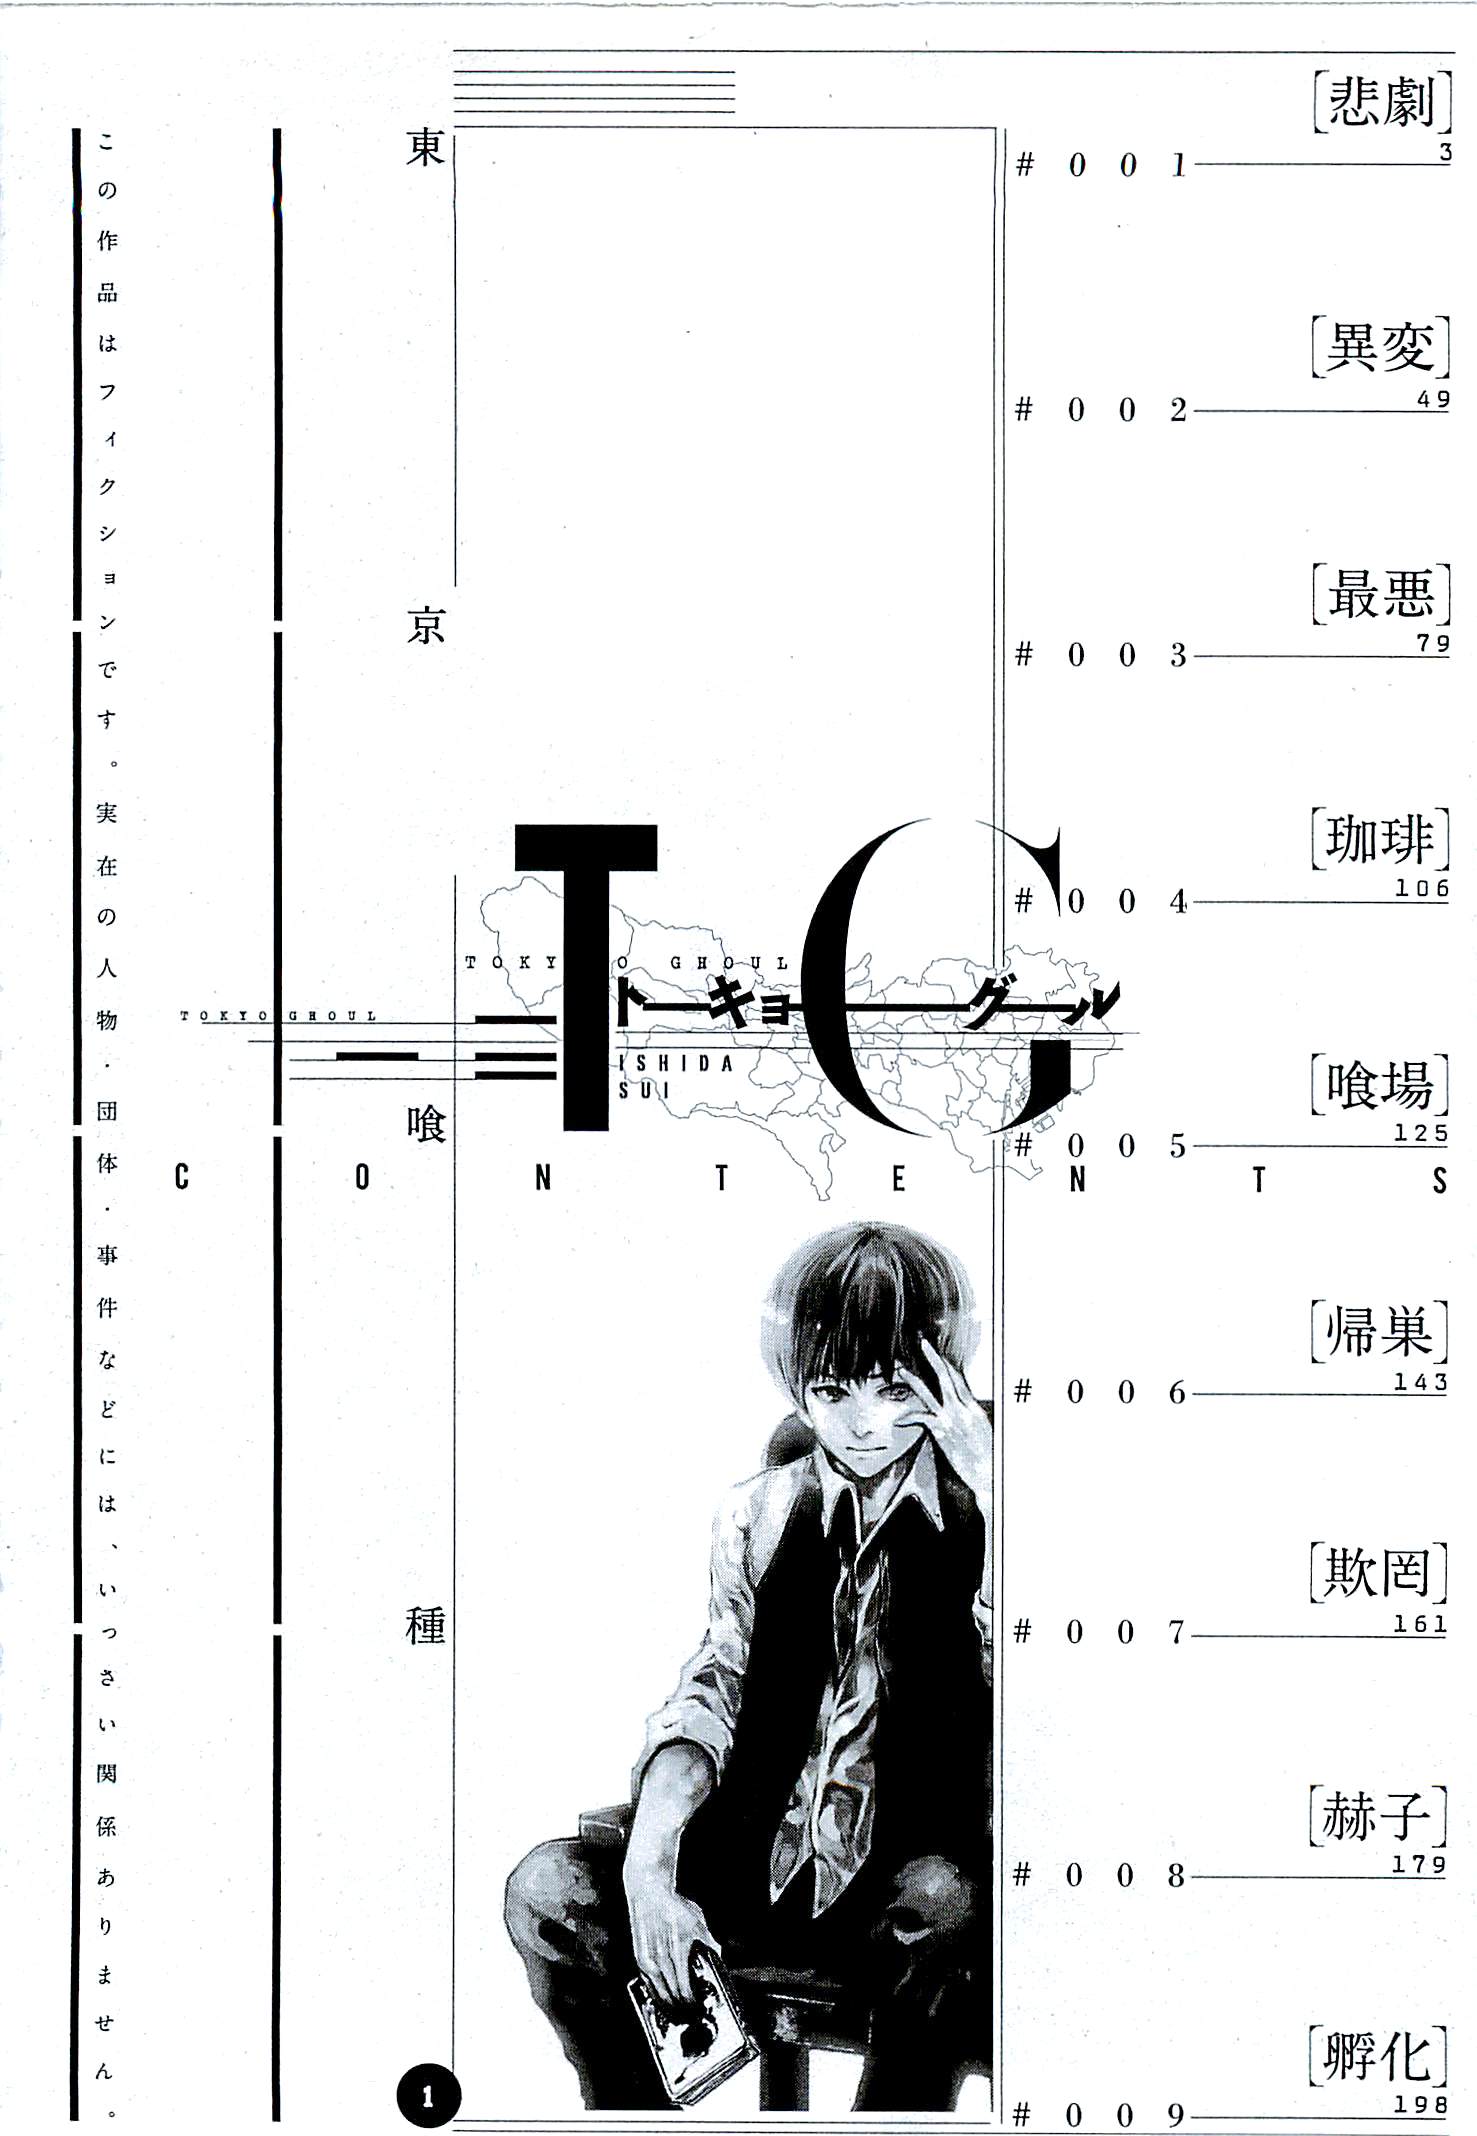 [悲劇]
3
#001
[異変]
49
#002
[最悪]
79
#003
[珈琲]
106
#004
[喰場]
125
#005
[帰巣]
143
#006
[欺罔]
161
#007
[赫子]
179
#008
[孵化]
198
#009
TG
TOKYO GHOUL
トーキョーグール
ISHIDA
SUI
TOKYO GHOUL
CONTENTS
東京喰種
1
この作品はフィクションです。実在の人物・団体・事件などには、いっさい関係ありません。